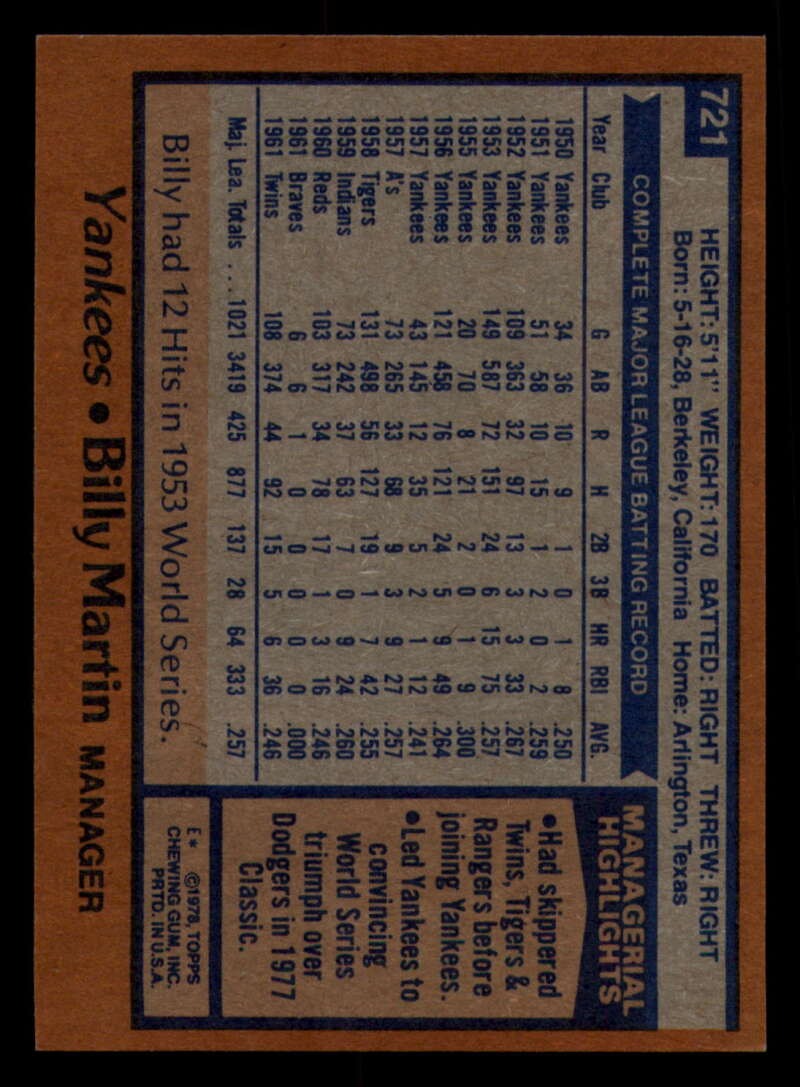 721
HEIGHT: 5'11" WEIGHT: 170 BATTED: RIGHT THREW: RIGHT
Born: 5-16-28, Berkeley, California Home: Arlington, Texas
COMPLETE MAJOR LEAGUE BATTING RECORD
Year Club G AB R H 2B 3B HR RBI AVG.
1950 Yankees 34 36 10 9 1 0 1 8 .250
1951 Yankees 51 58 10 15 1 2 0 2 .259
1952 Yankees 109 363 32 97 13 3 3 33 .267
1953 Yankees 149 587 72 151 24 6 15 75 .257
1955 Yankees 20 70 8 21 2 0 1 9 .300
1956 Yankees 121 458 76 121 24 5 9 49 .264
1957 Yankees 43 145 12 35 5 2 1 12 .241
1957 A's 73 265 33 68 9 3 9 27 .257
1958 Tigers 131 498 56 127 19 1 7 42 .255
1959 Indians 73 242 37 63 7 0 9 24 .260
1960 Reds 103 317 34 78 17 1 3 16 .246
1961 Braves 6 6 1 0 0 0 0 0 .000
1961 Twins 108 374 44 92 15 5 6 36 .246
Maj. Lea. Totals ... 1021 3419 425 877 137 28 64 333 .257
Billy had 12 Hits in 1953 World Series.
MANAGERIAL
HIGHLIGHTS
●Had skippered
Twins, Tigers &
Rangers before
joining Yankees.
●Led Yankees to
convincing
World Series
triumph over
Dodgers in 1977
Classic.
E* ©1978, TOPPS
CHEWING GUM, INC.
PRTD. IN U.S.A.
Yankees ● Billy Martin MANAGER